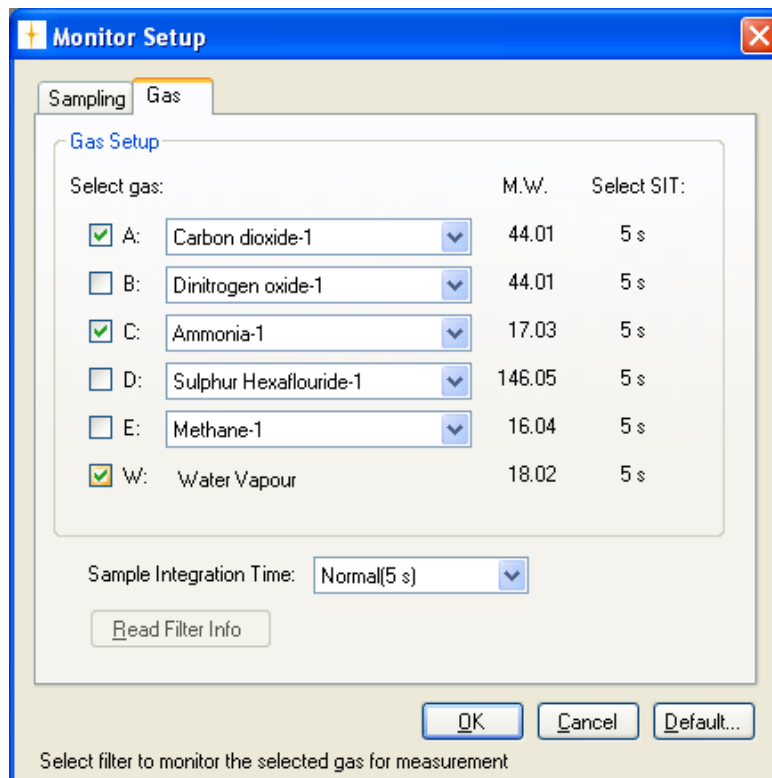 Monitor Setup
Sampling Gas
Gas Setup
Select gas: M.W. Select SIT:
A: Carbon dioxide-1 44.01 5 s
B: Dinitrogen oxide-1 44.01 5 s
C: Ammonia-1 17.03 5 s
D: Sulphur Hexaflouride-1 146.05 5 s
E: Methane-1 16.04 5 s
W: Water Vapour 18.02 5 s
Sample Integration Time: Normal(5 s)
Read Filter Info
OK Cancel Default...
Select filter to monitor the selected gas for measurement